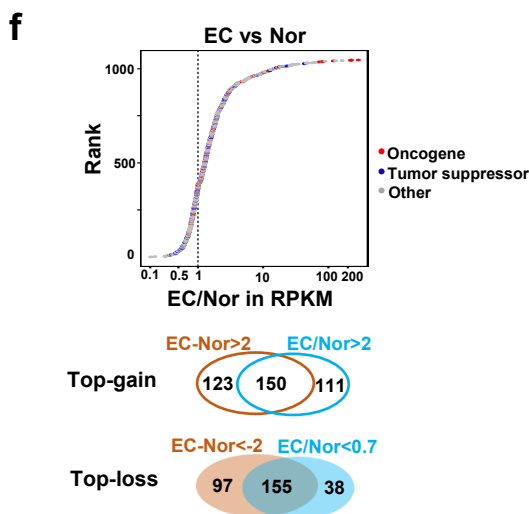 f
EC vs Nor
1000
500
0
Rank
0.1 0.5 1 10 100 200
EC/Nor in RPKM
Oncogene
Tumor suppressor
Other
EC-Nor>2 EC/Nor>2
Top-gain 123 150 111
EC-Nor<-2 EC/Nor<0.7
Top-loss 97 155 38